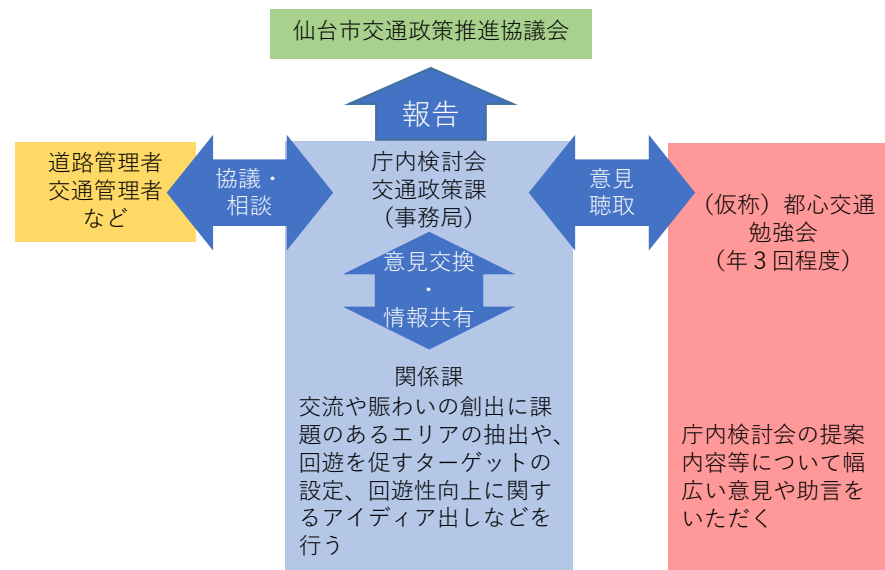 仙台市交通政策推進協議会
報告
道路管理者
交通管理者
など
協議・
相談
庁内検討会
交通政策課
（事務局）
意見
聴取
（仮称）都心交通
勉強会
（年３回程度）
意見交換
・
情報共有
関係課
交流や賑わいの創出に課
題のあるエリアの抽出や、
回遊を促すターゲットの
設定、回遊性向上に関す
るアイディア出しなどを
行う
庁内検討会の提案
内容等について幅
広い意見や助言を
いただく